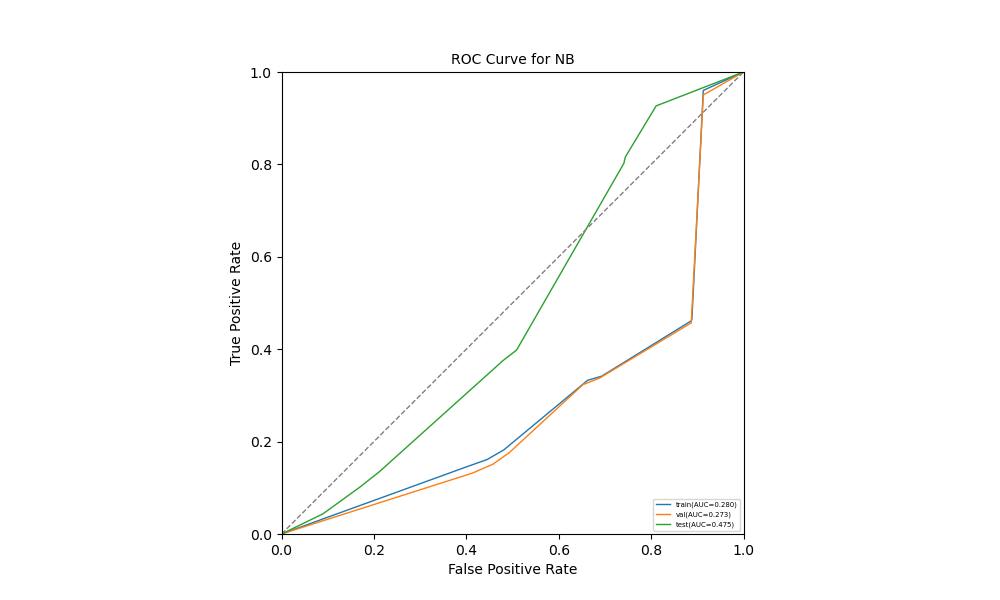 ROC Curve for NB
1.0
0.8
0.6
0.4
0.2
0.0
True Positive Rate
0.0 0.2 0.4 0.6 0.8 1.0
False Positive Rate
train(AUC=0.280)
val(AUC=0.273)
test(AUC=0.475)